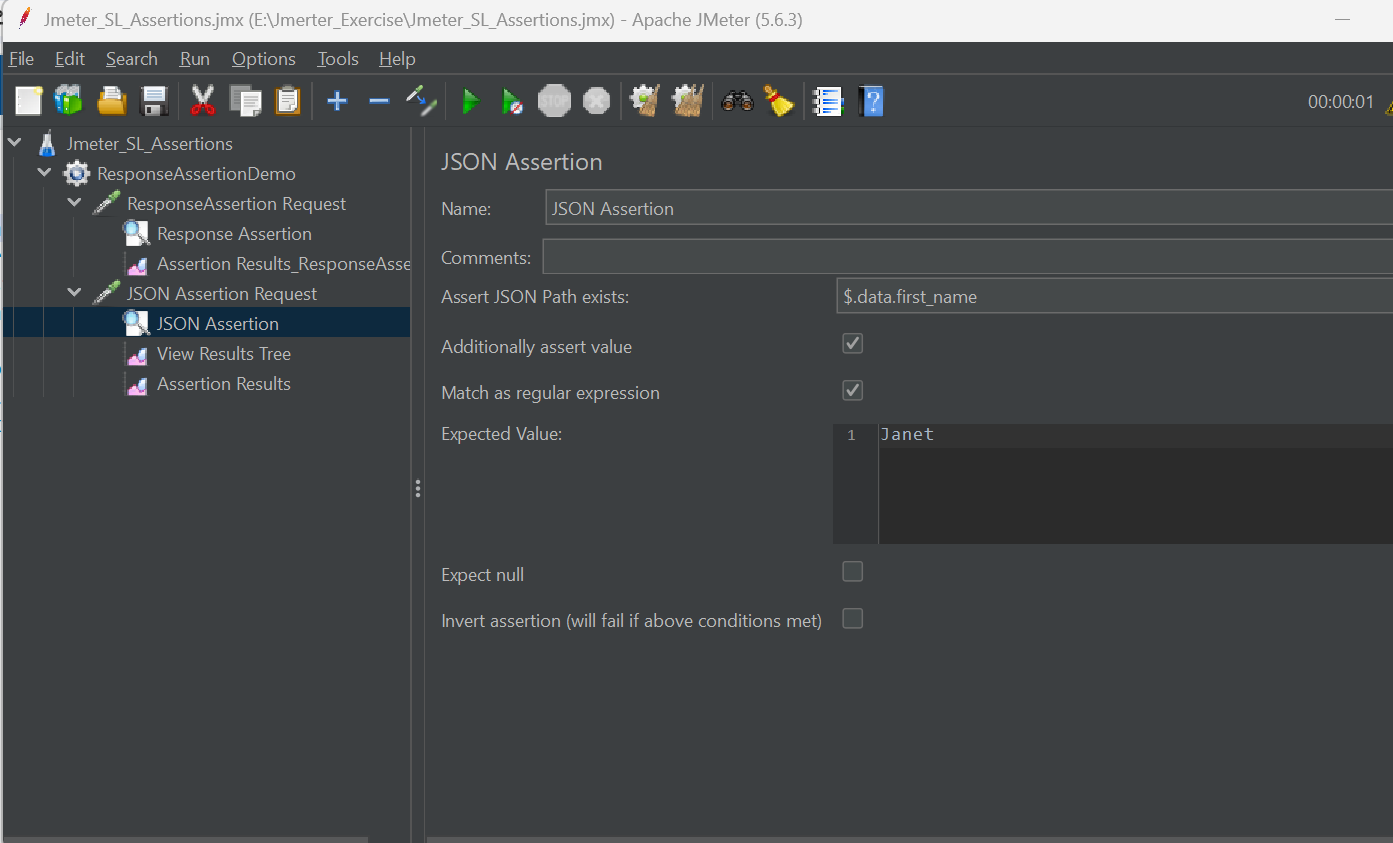 Jmeter_SL_Assertions.jmx (E:\Jmerter_Exercise\Jmeter_SL_Assertions.jmx) - Apache JMeter (5.6.3)
File Edit Search Run Options Tools Help
STOP
00:00:01
Jmeter_SL_Assertions
ResponseAssertionDemo
ResponseAssertion Request
Response Assertion
Assertion Results_ResponseAsse
JSON Assertion Request
JSON Assertion
View Results Tree
Assertion Results
JSON Assertion
Name: JSON Assertion
Comments:
Assert JSON Path exists: $.data.first_name
Additionally assert value
Match as regular expression
Expected Value: 1 Janet
Expect null
Invert assertion (will fail if above conditions met)